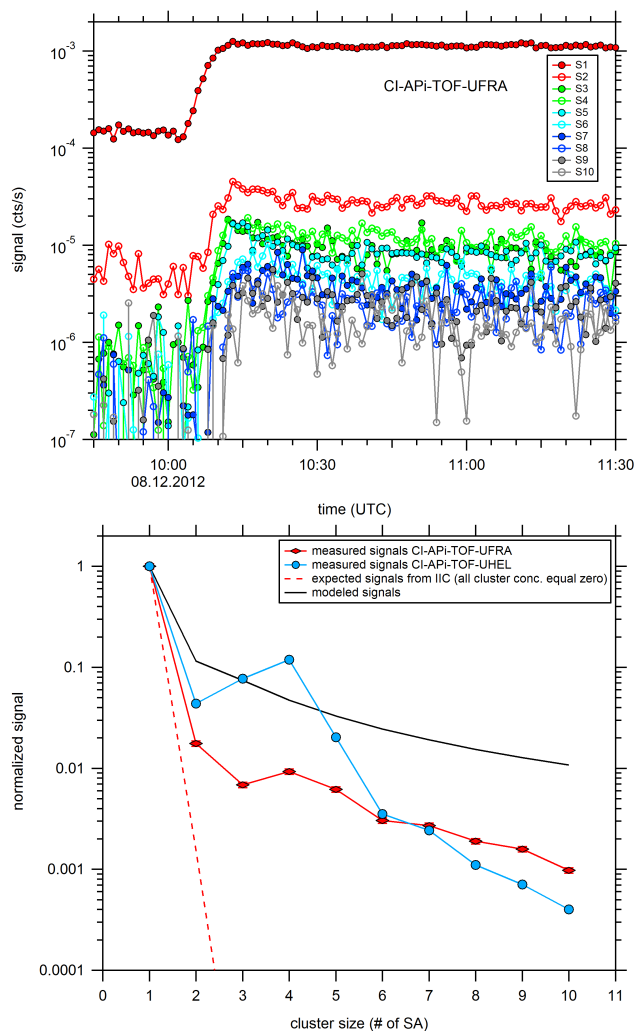 10⁻³
10⁻⁴
10⁻⁵
10⁻⁶
10⁻⁷
signal (cts/s)
CI-APi-TOF-UFRA
S1
S2
S3
S4
S5
S6
S7
S8
S9
S10
10:00 10:30 11:00 11:30
08.12.2012
time (UTC)
measured signals CI-APi-TOF-UFRA
measured signals CI-APi-TOF-UHEL
expected signals from IIC (all cluster conc. equal zero)
modeled signals
1
0.1
0.01
0.001
0.0001
normalized signal
0 1 2 3 4 5 6 7 8 9 10 11
cluster size (# of SA)